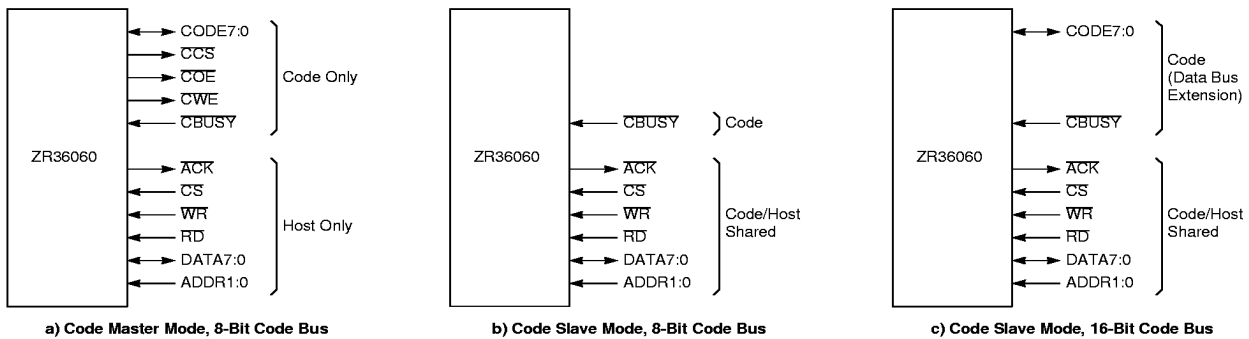 ZR36060
CODE7:0
CCS
COE
CWE
CBUSY
Code Only
ACK
CS
WR
RD
DATA7:0
ADDR1:0
Host Only
a) Code Master Mode, 8-Bit Code Bus
ZR36060
CBUSY
Code
ACK
CS
WR
RD
DATA7:0
ADDR1:0
Code/Host
Shared
b) Code Slave Mode, 8-Bit Code Bus
ZR36060
CODE7:0
CBUSY
Code
(Data Bus
Extension)
ACK
CS
WR
RD
DATA7:0
ADDR1:0
Code/Host
Shared
c) Code Slave Mode, 16-Bit Code Bus